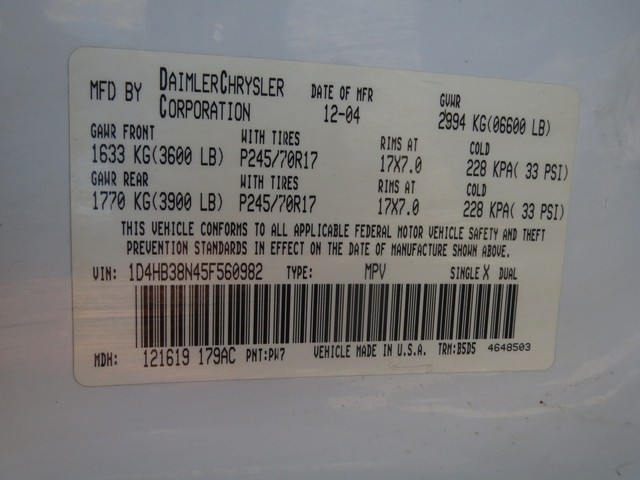 MFD BY DAIMLERCHRYSLER CORPORATION DATE OF MFR 12-04 GVWR 2994 KG(06600 LB)
GAWR FRONT WITH TIRES RIMS AT COLD
1633 KG(3600 LB) P245/70R17 17X7.0 228 KPA( 33 PSI)
GAWR REAR WITH TIRES RIMS AT COLD
1770 KG(3900 LB) P245/70R17 17X7.0 228 KPA( 33 PSI)
THIS VEHICLE CONFORMS TO ALL APPLICABLE FEDERAL MOTOR VEHICLE SAFETY AND THEFT
PREVENTION STANDARDS IN EFFECT ON THE DATE OF MANUFACTURE SHOWN ABOVE.
VIN: 1D4HB38N45F560982 TYPE: MPV SINGLE X DUAL
MDH: 121619 179AC PNT:PW7 VEHICLE MADE IN U.S.A. TRM:B5D5 4648503